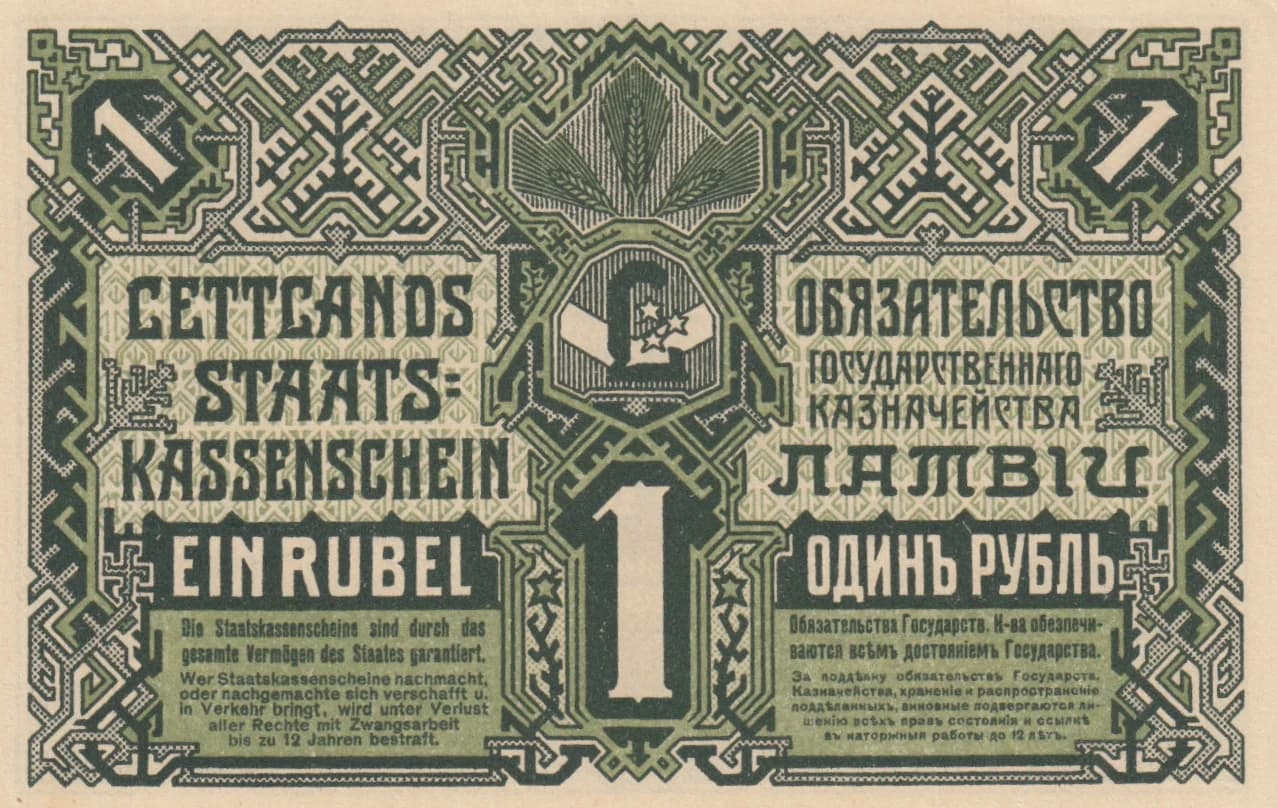 1
1
L
LETTLANDS
STAATS=
KASSENSCHEIN
EIN RUBEL
Die Staatskassenscheine sind durch das
gesamte Vermögen des Staates garantiert.
Wer Staatskassenscheine nachmacht,
oder nachgemachte sich verschafft u.
in Verkehr bringt, wird unter Verlust
aller Rechte mit Zwangsarbeit
bis zu 12 Jahren bestraft.
1
ОБЯЗАТЕЛЬСТВО
ГОСУДАРСТВЕННАГО
КАЗНАЧЕЙСТВА
ЛАТВІИ
ОДИНЪ РУБЛЬ
Обязательства Государств. К-ва обезпечи-
ваются всѣмъ достояніемъ Государства.
За поддѣлку обязательствъ Государств.
Казначейства, храненіе и распространеніе
поддѣланныхъ, виновные подвергаются ли-
шенію всѣхъ правъ состоянія и ссылкѣ
въ каторжныя работы до 12 лѣтъ.